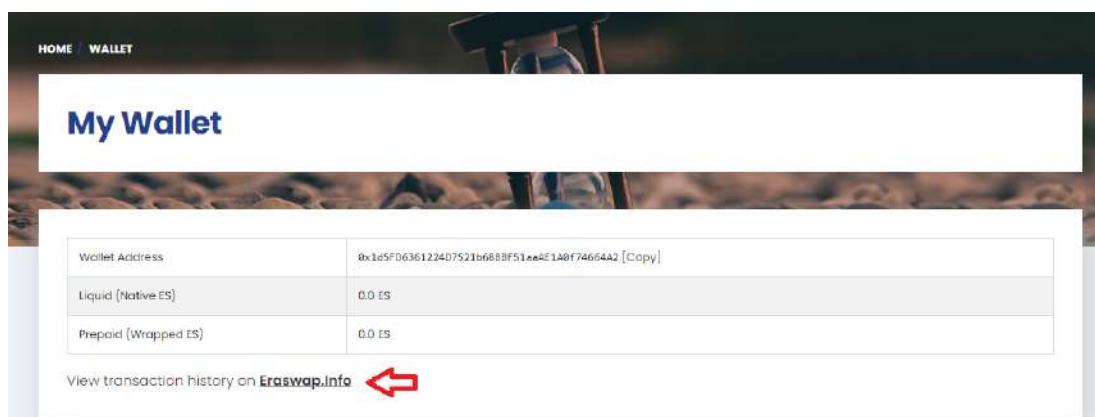 HOME / WALLET
My Wallet
Wallet Address
[Copy]
Liquid (Native ES) 0.0 ES
Prepaid (Wrapped ES) 0.0 ES
View transaction history on Eraswap.Info